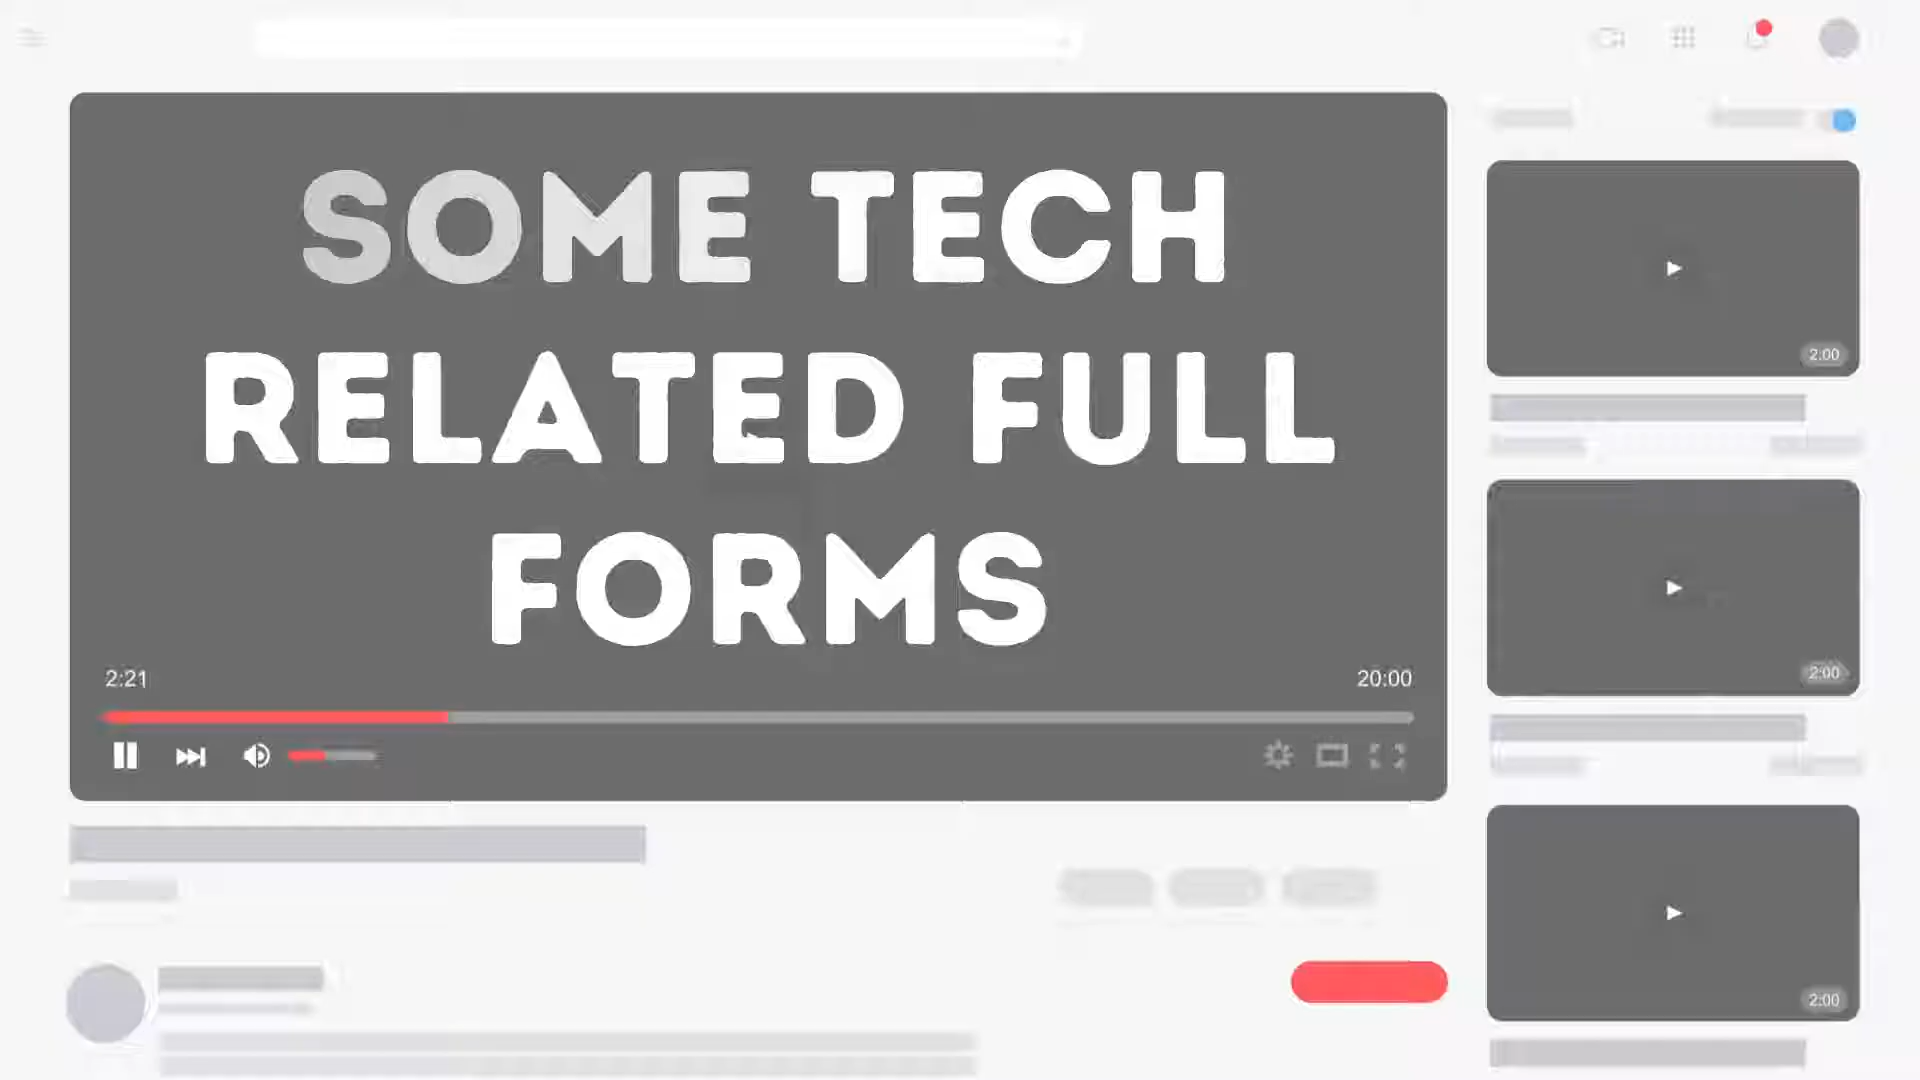 SOME TECH
RELATED FULL
FORMS
2:21
20:00
2:00
2:00
2:00